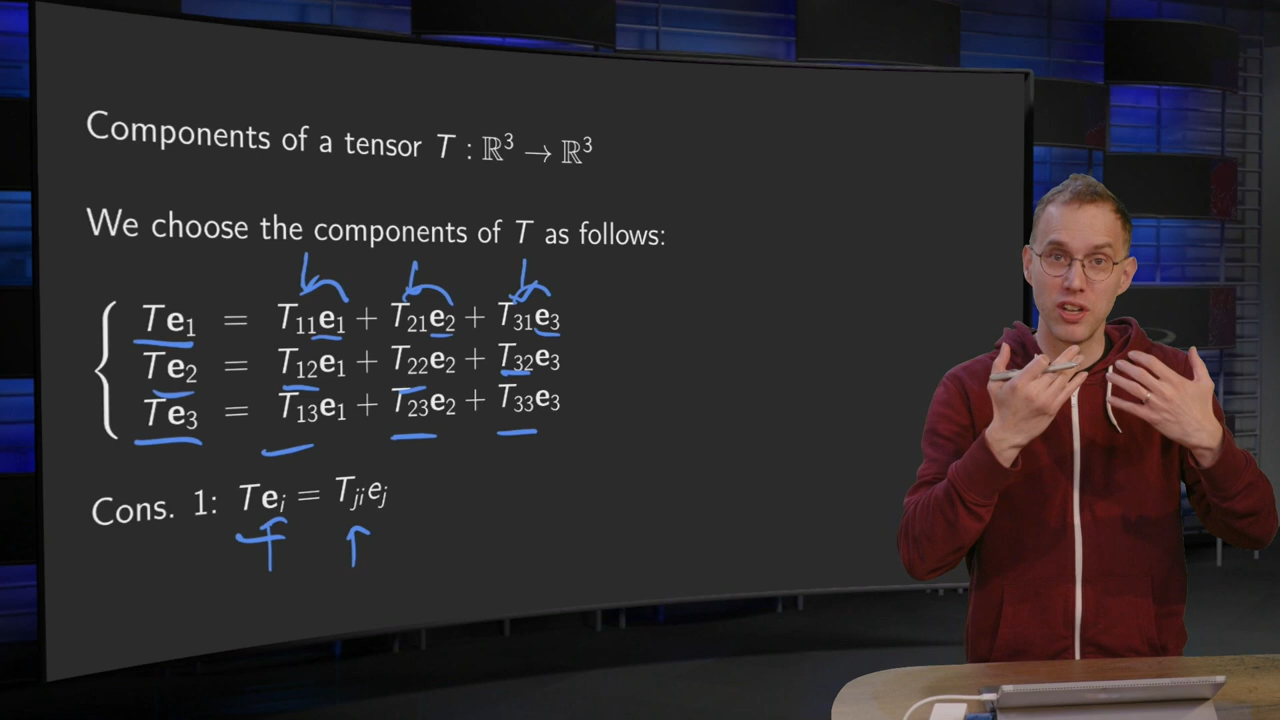 Components of a tensor T : ℝ³ → ℝ³
We choose the components of T as follows:
Te₁ = T₁₁e₁ + T₂₁e₂ + T₃₁e₃
Te₂ = T₁₂e₁ + T₂₂e₂ + T₃₂e₃
Te₃ = T₁₃e₁ + T₂₃e₂ + T₃₃e₃
Cons. 1: Teᵢ = Tⱼᵢeⱼ